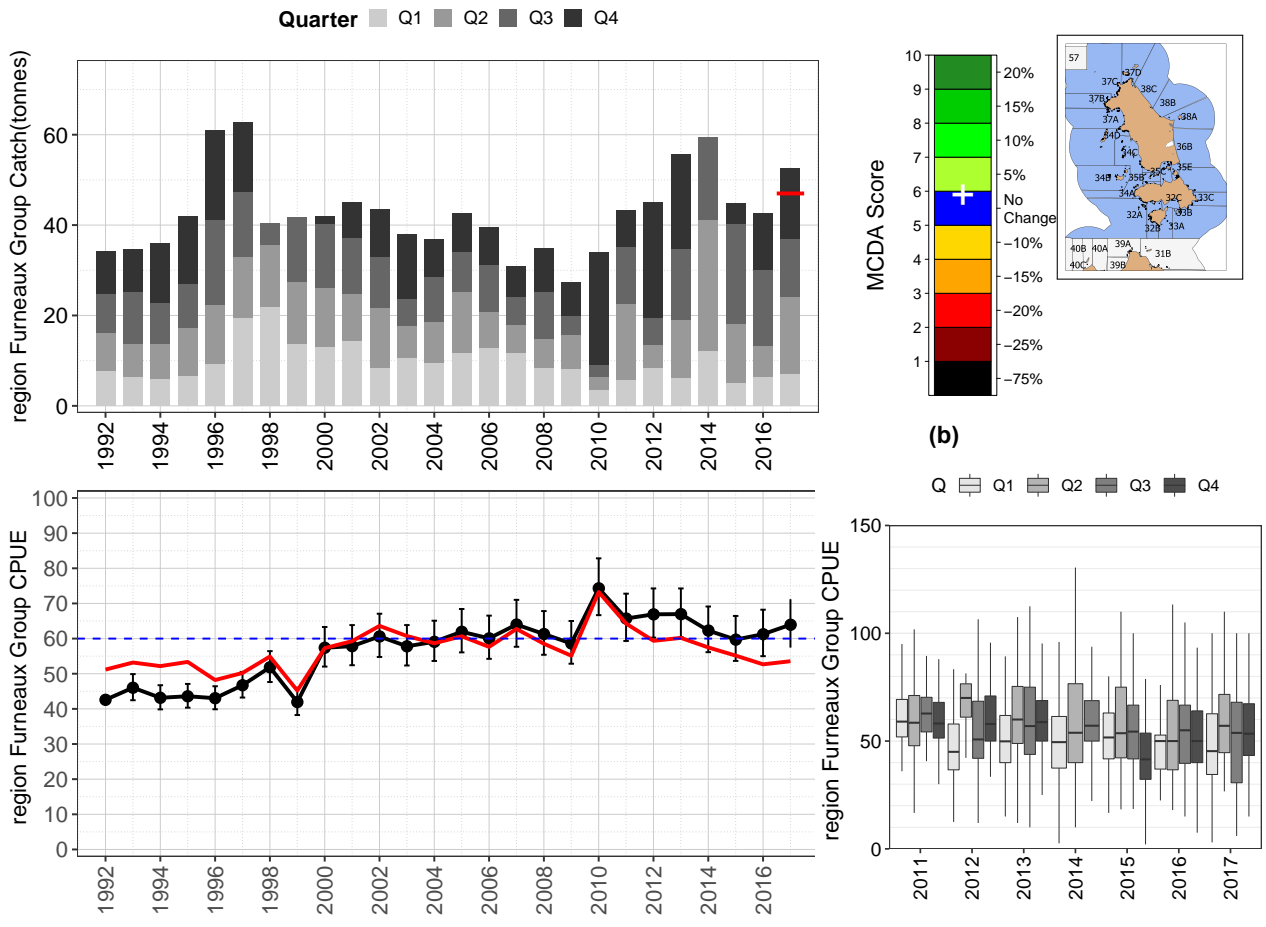 Quarter Q1 Q2 Q3 Q4
region Furneaux Group Catch(tonnes)
60
40
20
0
1992 1994 1996 1998 2000 2002 2004 2006 2008 2010 2012 2014 2016
MCDA Score
10
9
8
7
6
5
4
3
2
1
20%
15%
10%
5%
No
Change
−10%
−15%
−20%
−25%
−75%
57
37D
37C
38C
37B
38B
37A
38A
34D
36B
34C
35C
35E
34B
35B
34A
32C
33C
32A
33B
32B
33A
39A
40B
40A
31B
40C
39B
(b)
region Furneaux Group CPUE
100
90
80
70
60
50
40
30
20
10
0
1992 1994 1996 1998 2000 2002 2004 2006 2008 2010 2012 2014 2016
Q Q1 Q2 Q3 Q4
region Furneaux Group CPUE
150
100
50
0
2011 2012 2013 2014 2015 2016 2017